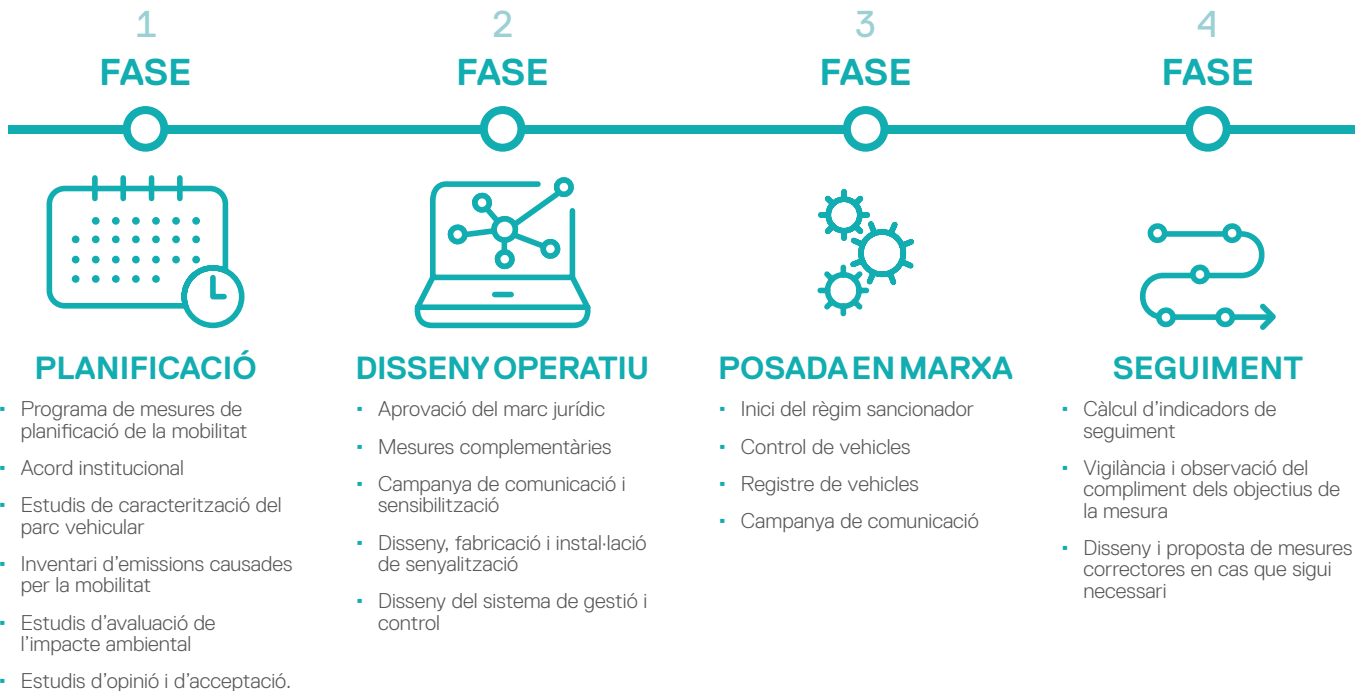 1
FASE
PLANIFICACIÓ
Programa de mesures de
planificació de la mobilitat
Acord institucional
Estudis de caracterització del
parc vehicular
Inventari d'emissions causades
per la mobilitat
Estudis d'avaluació de
l'impacte ambiental
Estudis d'opinió i d'acceptació.
2
FASE
DISSENY OPERATIU
Aprovació del marc jurídic
Mesures complementàries
Campanya de comunicació i
sensibilització
Disseny, fabricació i instal·lació
de senyalització
Disseny del sistema de gestió i
control
3
FASE
POSADA EN MARXA
Inici del règim sancionador
Control de vehicles
Registre de vehicles
Campanya de comunicació
4
FASE
SEGUIMENT
Càlcul d'indicadors de
seguiment
Vigilància i observació del
compliment dels objectius de
la mesura
Disseny i proposta de mesures
correctores en cas que sigui
necessari